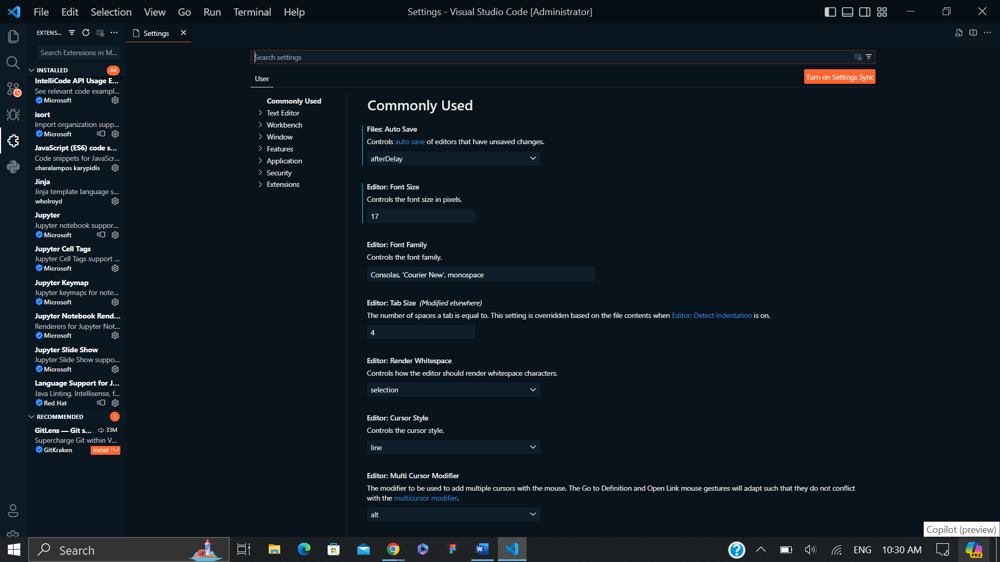 File Edit Selection View Go Run Terminal Help
Settings - Visual Studio Code [Administrator]
EXTENS...
Settings
Search Extensions in M...
INSTALLED
44
IntelliCode API Usage E...
See relevant code exampl...
Microsoft
isort
Import organization supp...
Microsoft
JavaScript (ES6) code s...
Code snippets for JavaScr...
charalampos karypidis
Jinja
Jinja template language s...
wholroyd
Jupyter
Jupyter notebook suppor...
Microsoft
Jupyter Cell Tags
Jupyter Cell Tags support ...
Microsoft
Jupyter Keymap
Jupyter keymaps for note...
Microsoft
Jupyter Notebook Rend...
Renderers for Jupyter Not...
Microsoft
Jupyter Slide Show
Jupyter Slide Show suppo...
Microsoft
Language Support for J...
Java Linting, Intellisense, f...
Red Hat
RECOMMENDED
1
GitLens — Git s...
33M
Supercharge Git within V...
GitKraken
Install
Search settings
User
Turn on Settings Sync
Commonly Used
Text Editor
Workbench
Window
Features
Application
Security
Extensions
Commonly Used
Files: Auto Save
Controls auto save of editors that have unsaved changes.
afterDelay
Editor: Font Size
Controls the font size in pixels.
17
Editor: Font Family
Controls the font family.
Consolas, 'Courier New', monospace
Editor: Tab Size (Modified elsewhere)
The number of spaces a tab is equal to. This setting is overridden based on the file contents when Editor: Detect Indentation is on.
4
Editor: Render Whitespace
Controls how the editor should render whitespace characters.
selection
Editor: Cursor Style
Controls the cursor style.
line
Editor: Multi Cursor Modifier
The modifier to be used to add multiple cursors with the mouse. The Go to Definition and Open Link mouse gestures will adapt such that they do not conflict
with the multicursor modifier.
alt
Copilot (preview)
Search
W
ENG
10:30 AM
PRE